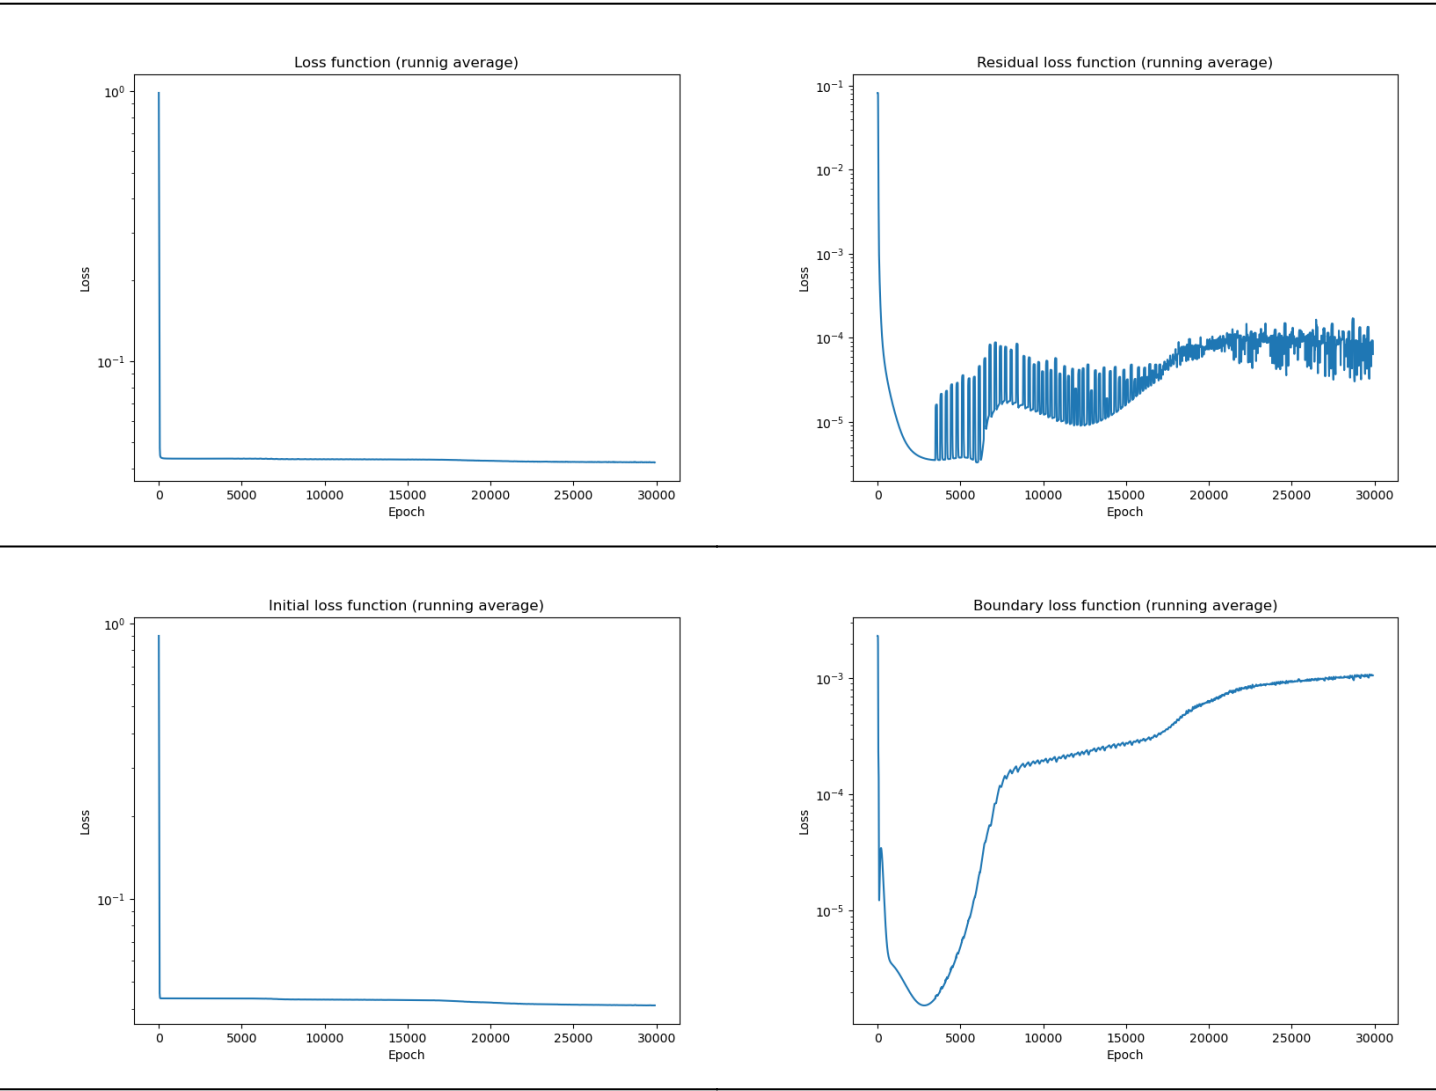 Loss function (runnig average)
10^0
10^-1
Loss
0 5000 10000 15000 20000 25000 30000
Epoch
Residual loss function (running average)
10^-1
10^-2
10^-3
10^-4
10^-5
Loss
0 5000 10000 15000 20000 25000 30000
Epoch
Initial loss function (running average)
10^0
10^-1
Loss
0 5000 10000 15000 20000 25000 30000
Epoch
Boundary loss function (running average)
10^-3
10^-4
10^-5
Loss
0 5000 10000 15000 20000 25000 30000
Epoch